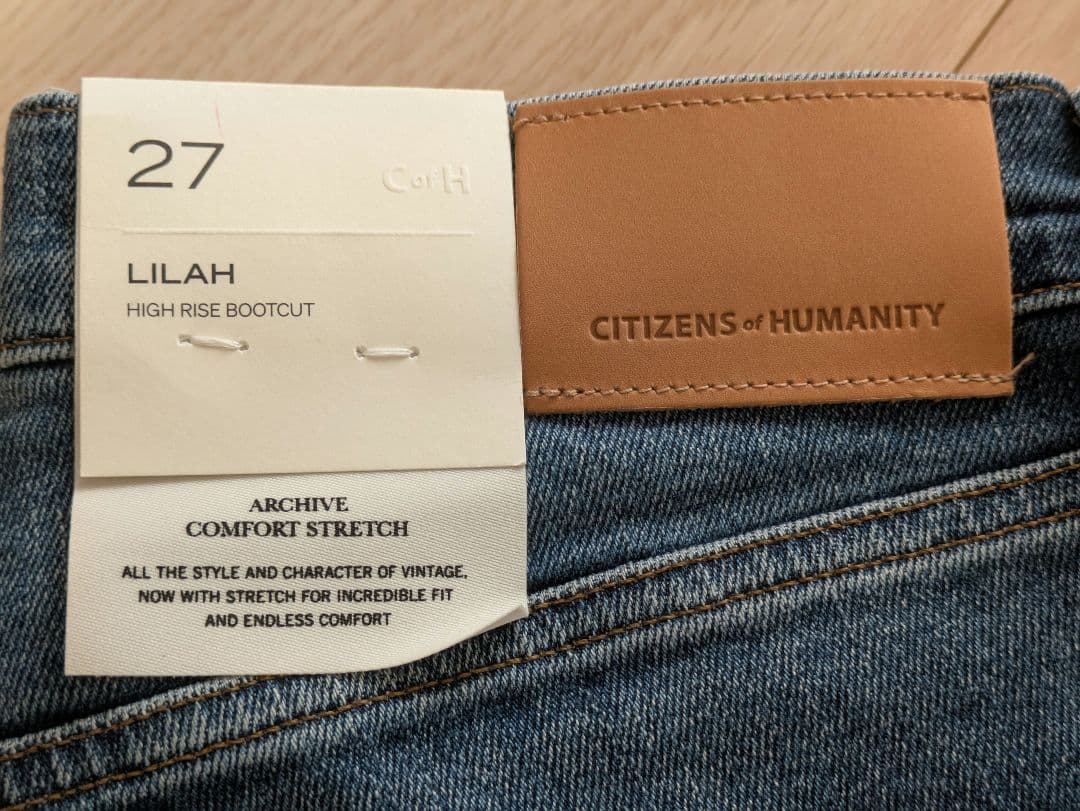 27
C of H
LILAH
HIGH RISE BOOTCUT
CITIZENS of HUMANITY
ARCHIVE
COMFORT STRETCH
ALL THE STYLE AND CHARACTER OF VINTAGE,
NOW WITH STRETCH FOR INCREDIBLE FIT
AND ENDLESS COMFORT